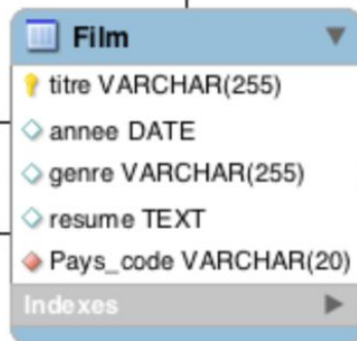 Film
titre VARCHAR(255)
annee DATE
genre VARCHAR(255)
resume TEXT
Pays_code VARCHAR(20)
Indexes